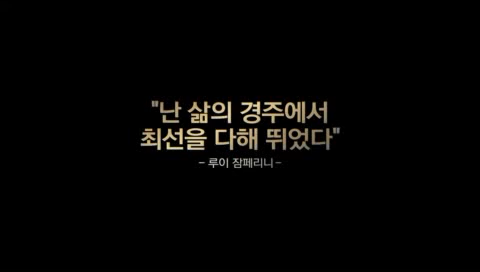 "난 삶의 경주에서
최선을 다해 뛰었다"
– 루이 잠페리니 –